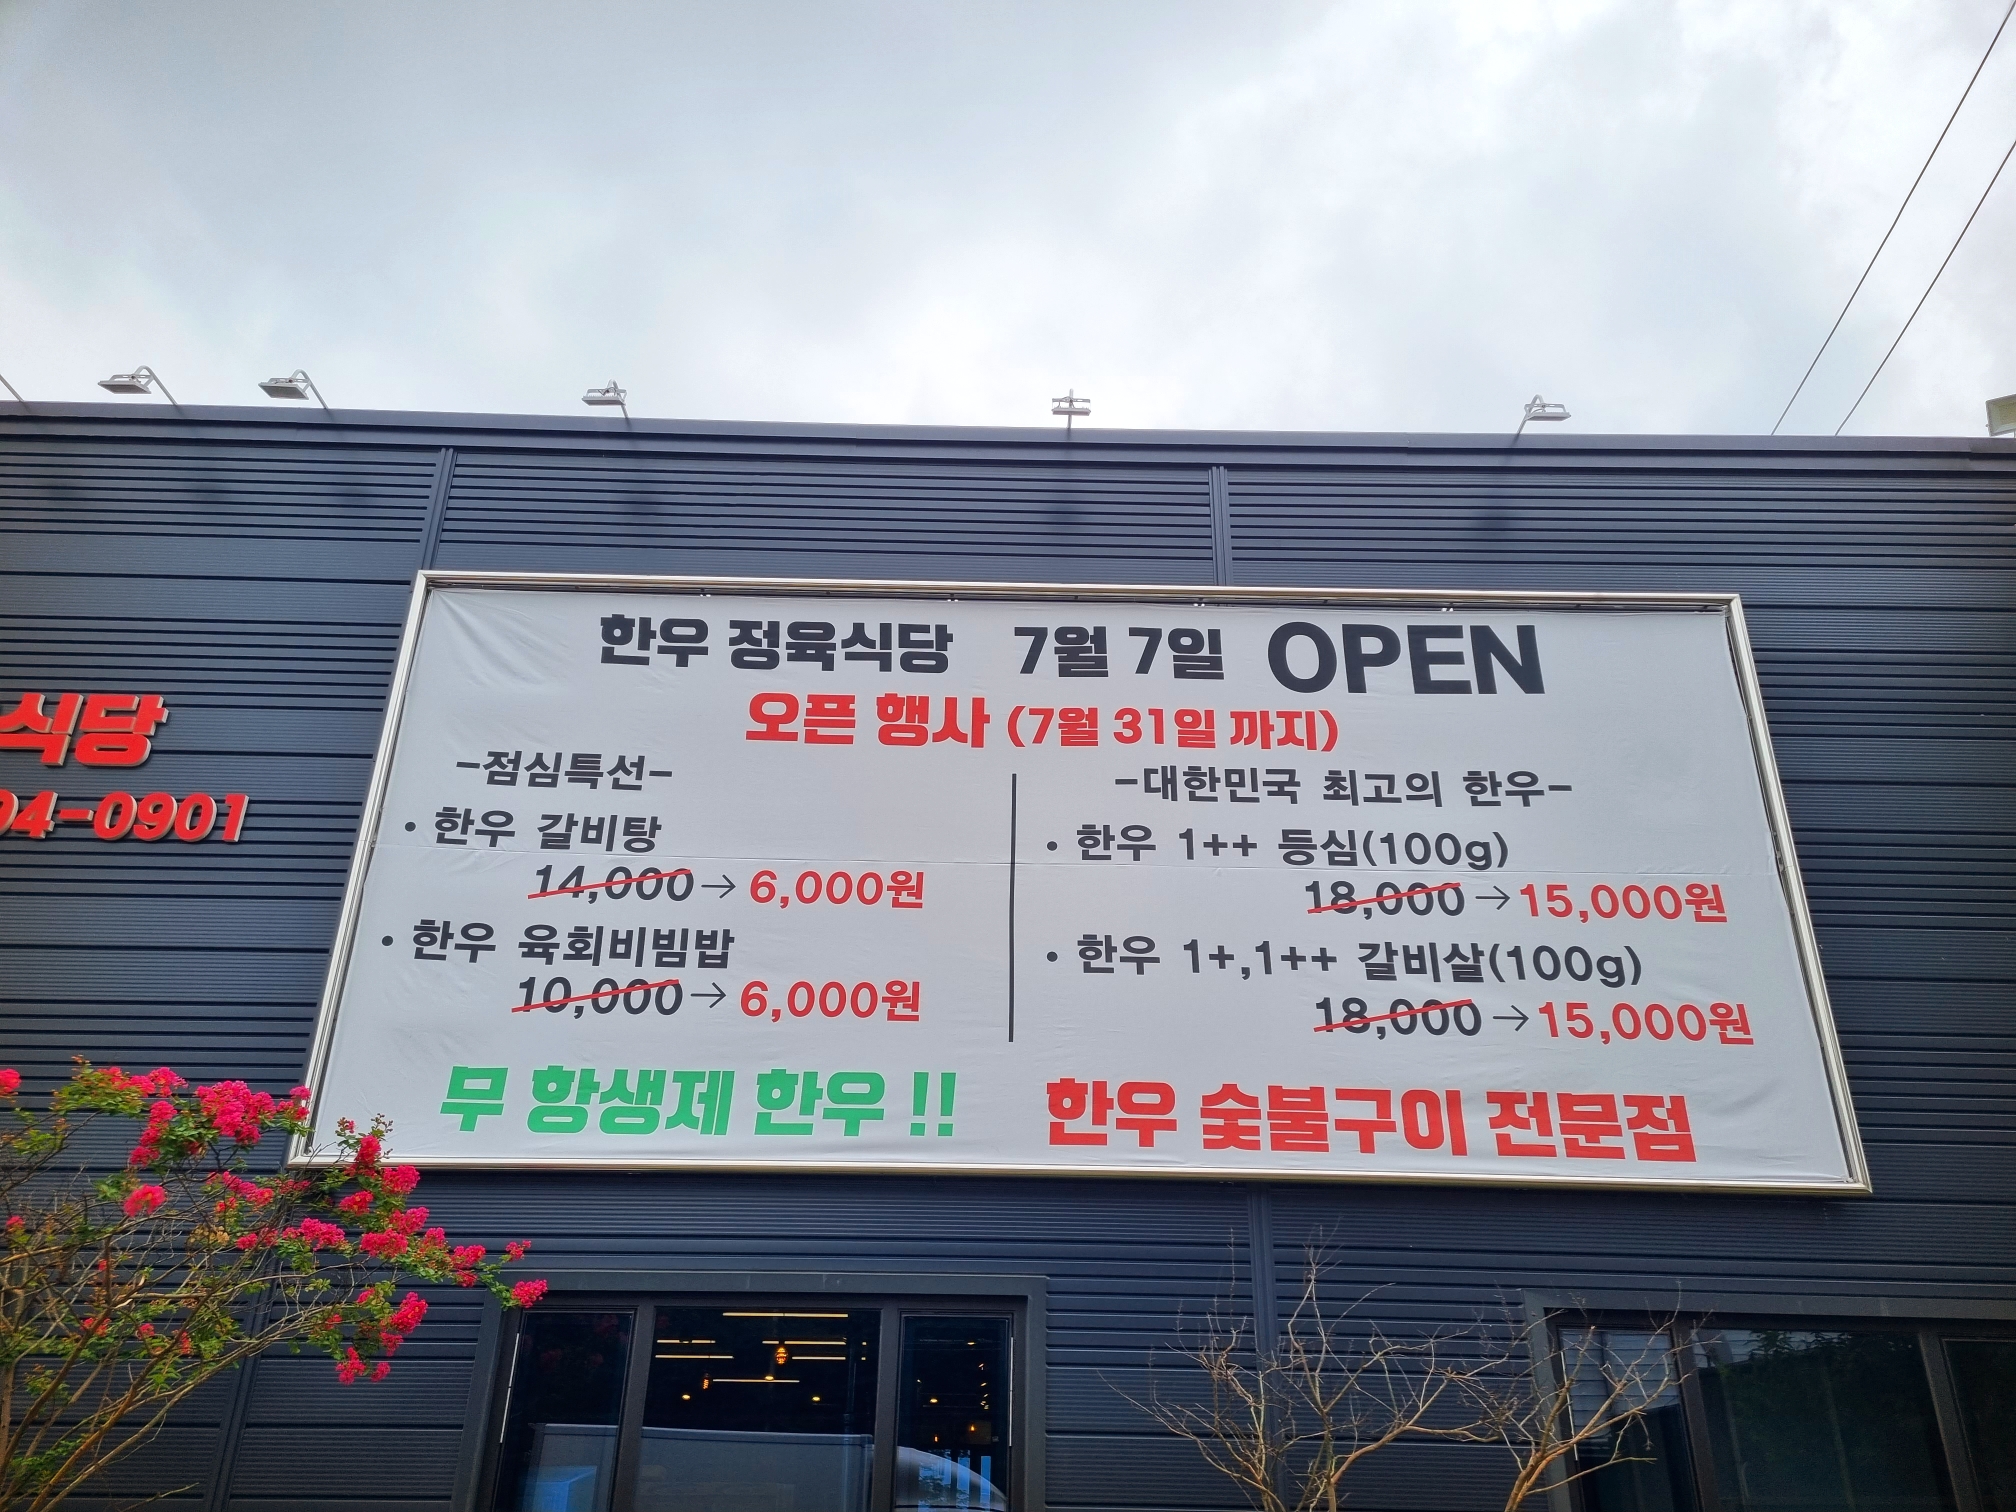 한우 정육식당 7월 7일 OPEN
오픈 행사 (7월 31일 까지)
-점심특선-
• 한우 갈비탕
14,000→6,000원
• 한우 육회비빔밥
10,000→6,000원
-대한민국 최고의 한우-
• 한우 1++ 등심(100g)
18,000→15,000원
• 한우 1+,1++ 갈비살(100g)
18,000→15,000원
무 항생제 한우 !!
한우 숯불구이 전문점
식당
04-0901